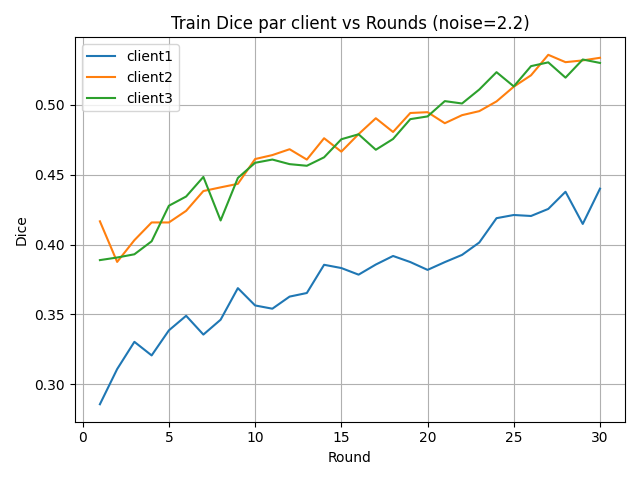 Train Dice par client vs Rounds (noise=2.2)
client1
client2
client3
Dice
0.50
0.45
0.40
0.35
0.30
0 5 10 15 20 25 30
Round